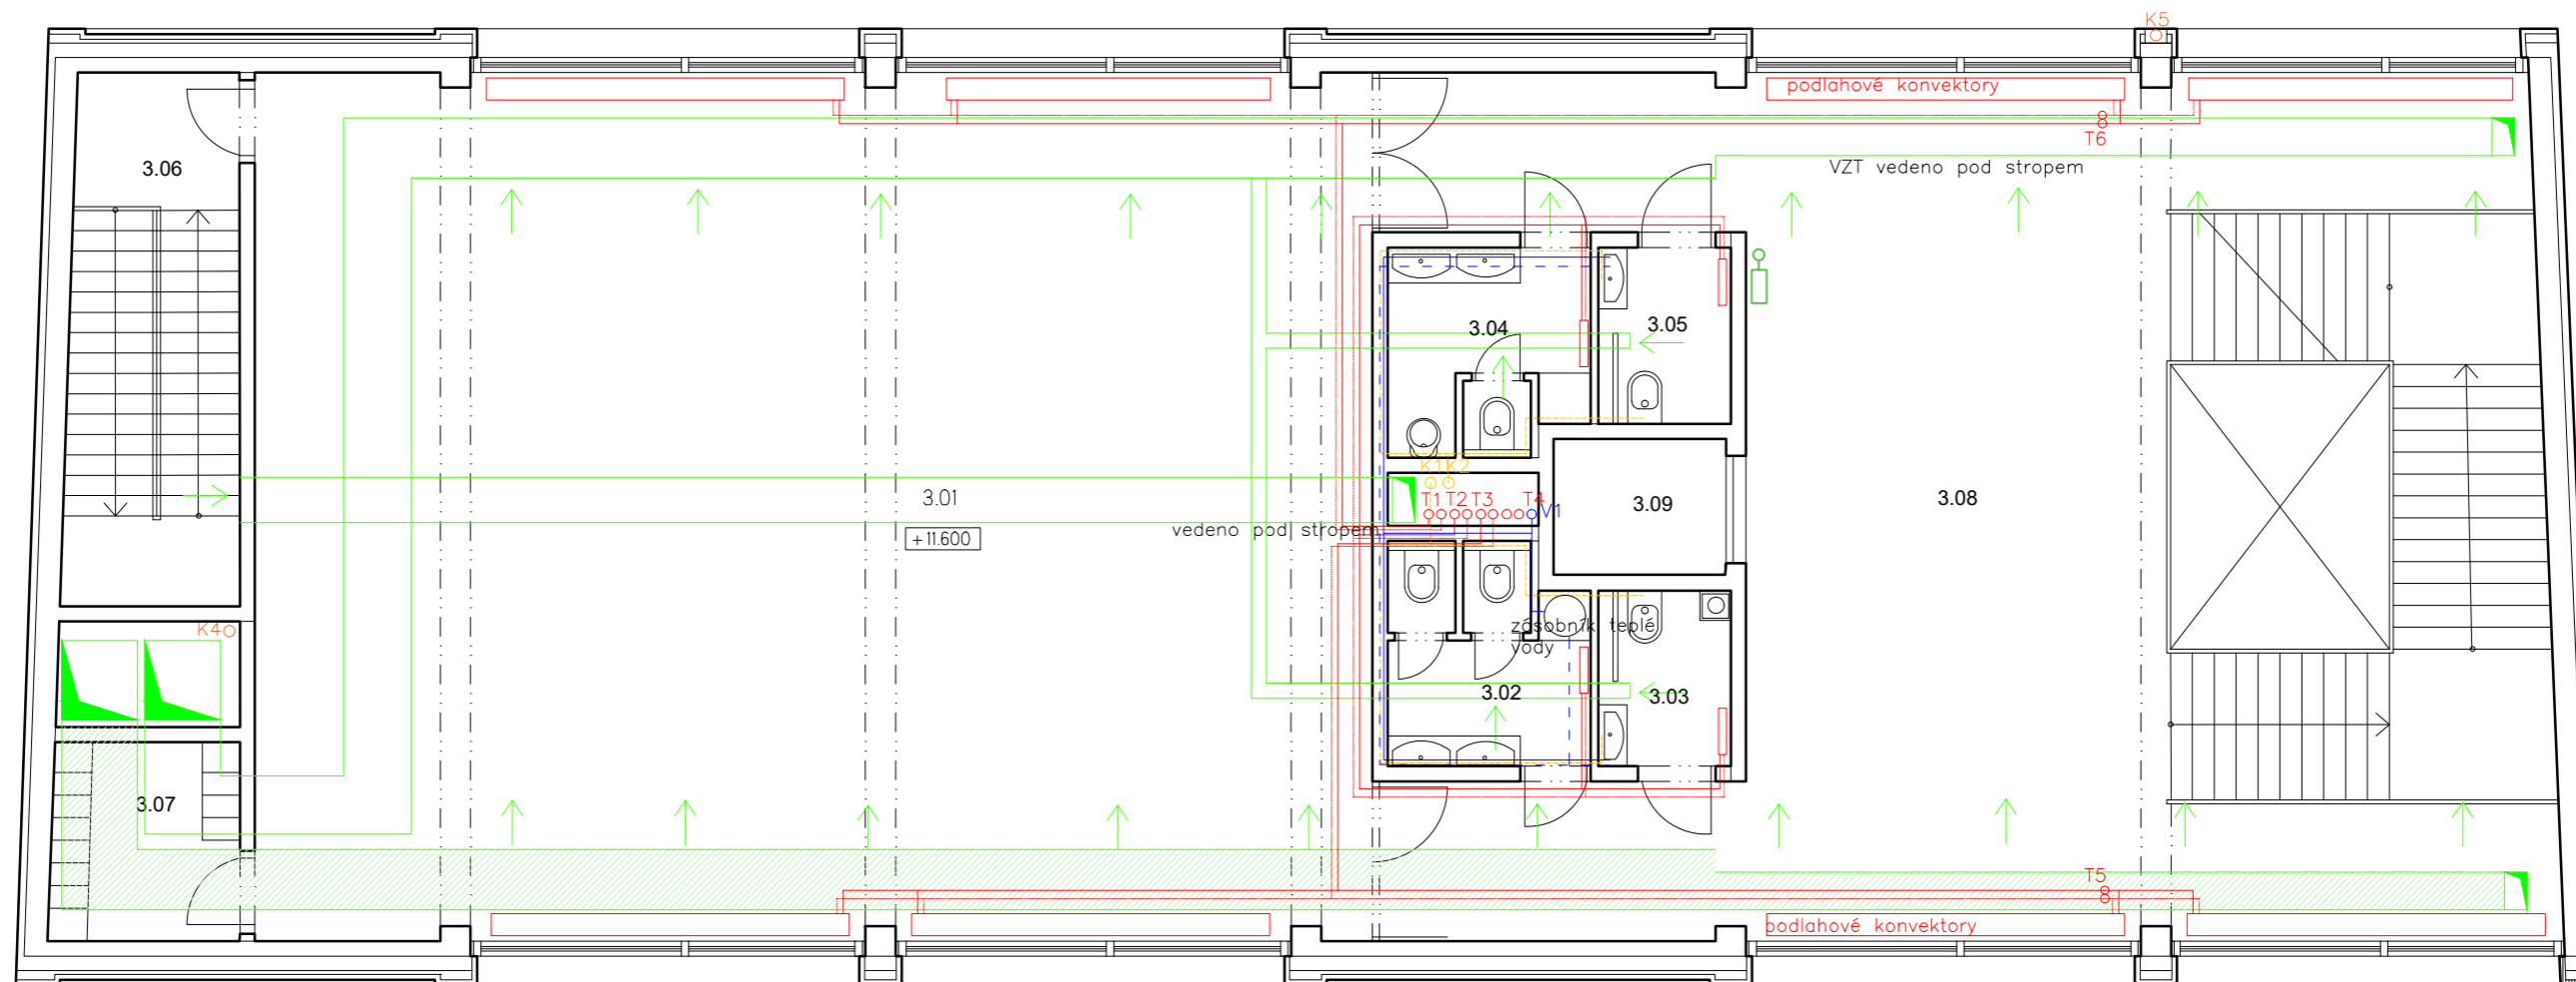 K5
podlahové konvektory
T6
VZT vedeno pod stropem
3.06
3.04
3.05
K1 K2
T1 T2 T3 T4 V1
3.01
3.09
3.08
vedeno pod stropem
+11.600
K4
zásobník teplé
vody
3.02
3.03
3.07
T5
podlahové konvektory